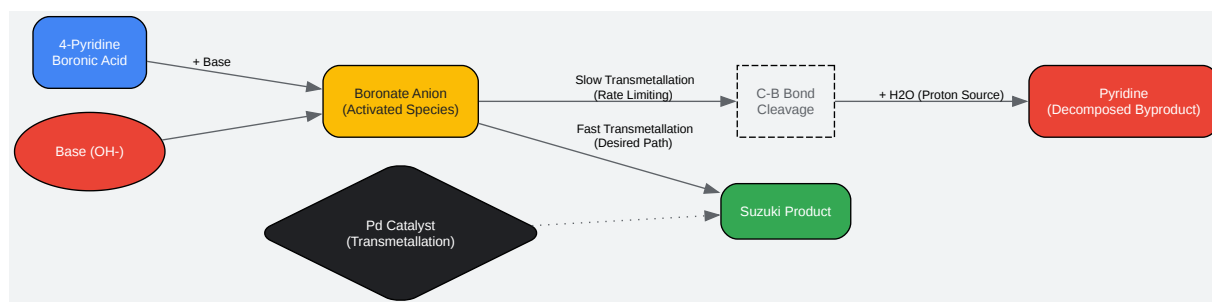 4-Pyridine
Boronic Acid
+ Base
Base (OH-)
Boronate Anion
(Activated Species)
Slow Transmetallation
(Rate Limiting)
Fast Transmetallation
(Desired Path)
C-B Bond
Cleavage
+ H2O (Proton Source)
Pyridine
(Decomposed Byproduct)
Pd Catalyst
(Transmetallation)
Suzuki Product